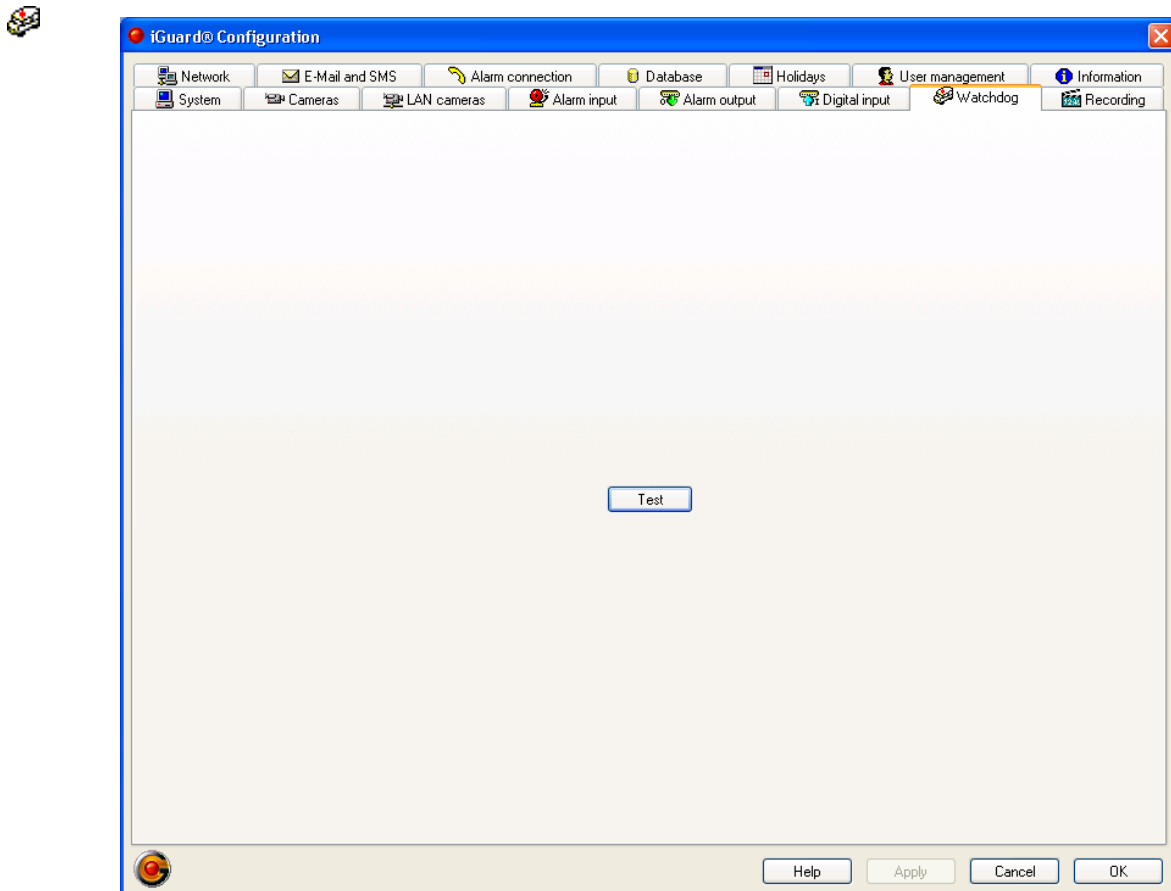 iGuard® Configuration
Network E-Mail and SMS Alarm connection Database Holidays User management Information
System Cameras LAN cameras Alarm input Alarm output Digital input Watchdog Recording
Test
Help Apply Cancel OK